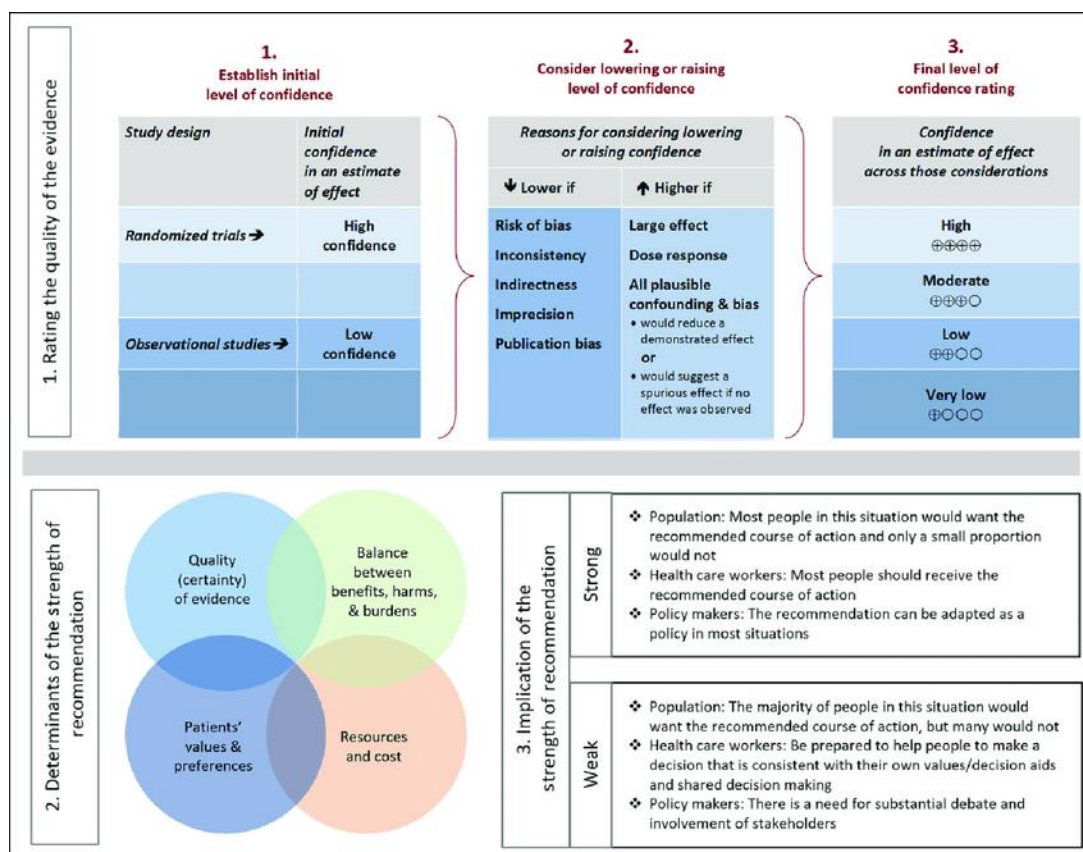 1. Rating the quality of the evidence
1.
Establish initial
level of confidence
Study design
Initial
confidence
in an estimate
of effect
Randomized trials ➔
High
confidence
Observational studies ➔
Low
confidence
2.
Consider lowering or raising
level of confidence
Reasons for considering lowering
or raising confidence
🡻 Lower if
🡹 Higher if
Risk of bias
Inconsistency
Indirectness
Imprecision
Publication bias
Large effect
Dose response
All plausible
confounding & bias
• would reduce a
demonstrated effect
or
• would suggest a
spurious effect if no
effect was observed
3.
Final level of
confidence rating
Confidence
in an estimate of effect
across those considerations
High
⊕⊕⊕⊕
Moderate
⊕⊕⊕○
Low
⊕⊕○○
Very low
⊕○○○
2. Determinants of the strength of
recommendation
Quality
(certainty)
of evidence
Balance
between
benefits, harms,
& burdens
Patients'
values &
preferences
Resources
and cost
3. Implication of the
strength of recommendation
Strong
❖ Population: Most people in this situation would want the
recommended course of action and only a small proportion
would not
❖ Health care workers: Most people should receive the
recommended course of action
❖ Policy makers: The recommendation can be adapted as a
policy in most situations
Weak
❖ Population: The majority of people in this situation would
want the recommended course of action, but many would not
❖ Health care workers: Be prepared to help people to make a
decision that is consistent with their own values/decision aids
and shared decision making
❖ Policy makers: There is a need for substantial debate and
involvement of stakeholders